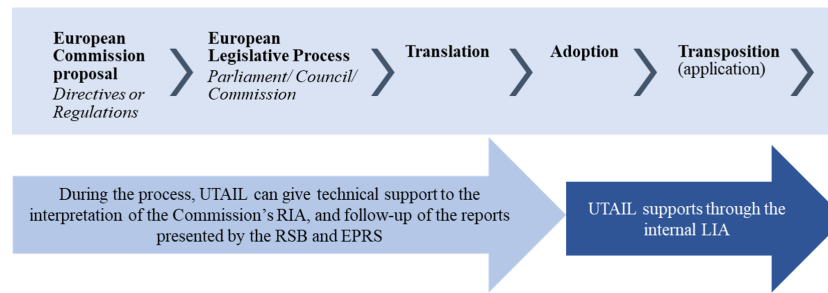 European
Commission
proposal
Directives or
Regulations
European
Legislative Process
Parliament/ Council/
Commission
Translation
Adoption
Transposition
(application)
During the process, UTAIL can give technical support to the
interpretation of the Commission's RIA, and follow-up of the reports
presented by the RSB and EPRS
UTAIL supports through the
internal LIA